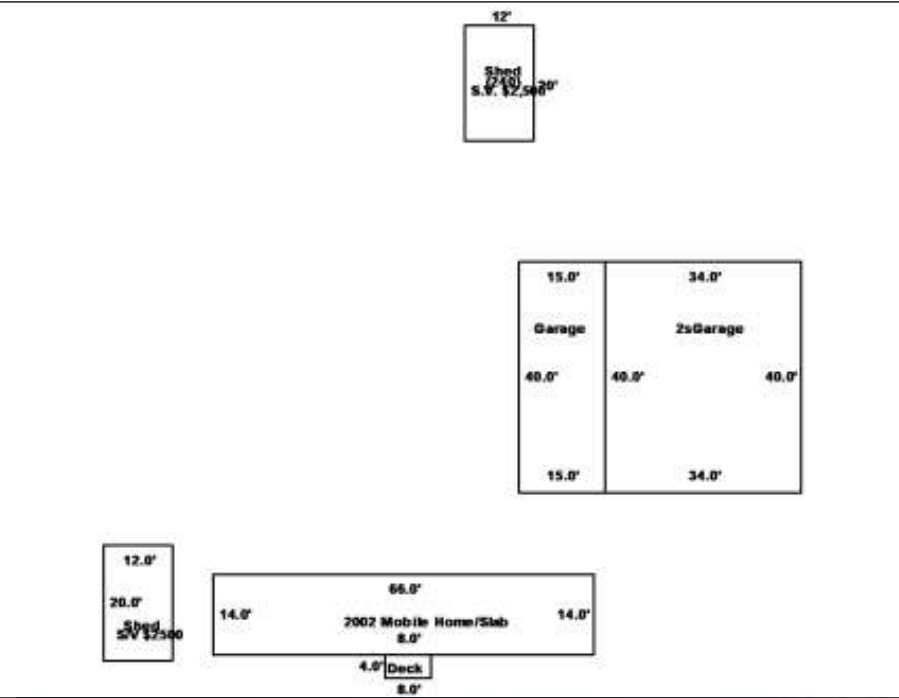 12'
Shed
(240)
20'
S.V. $2,500
15.0'
34.0'
Garage
2sGarage
40.0'
40.0'
40.0'
15.0'
34.0'
12.0'
20.0'
Shed
S/V $2500
66.0'
14.0'
2002 Mobile Home/Slab
14.0'
8.0'
4.0'
Deck
8.0'